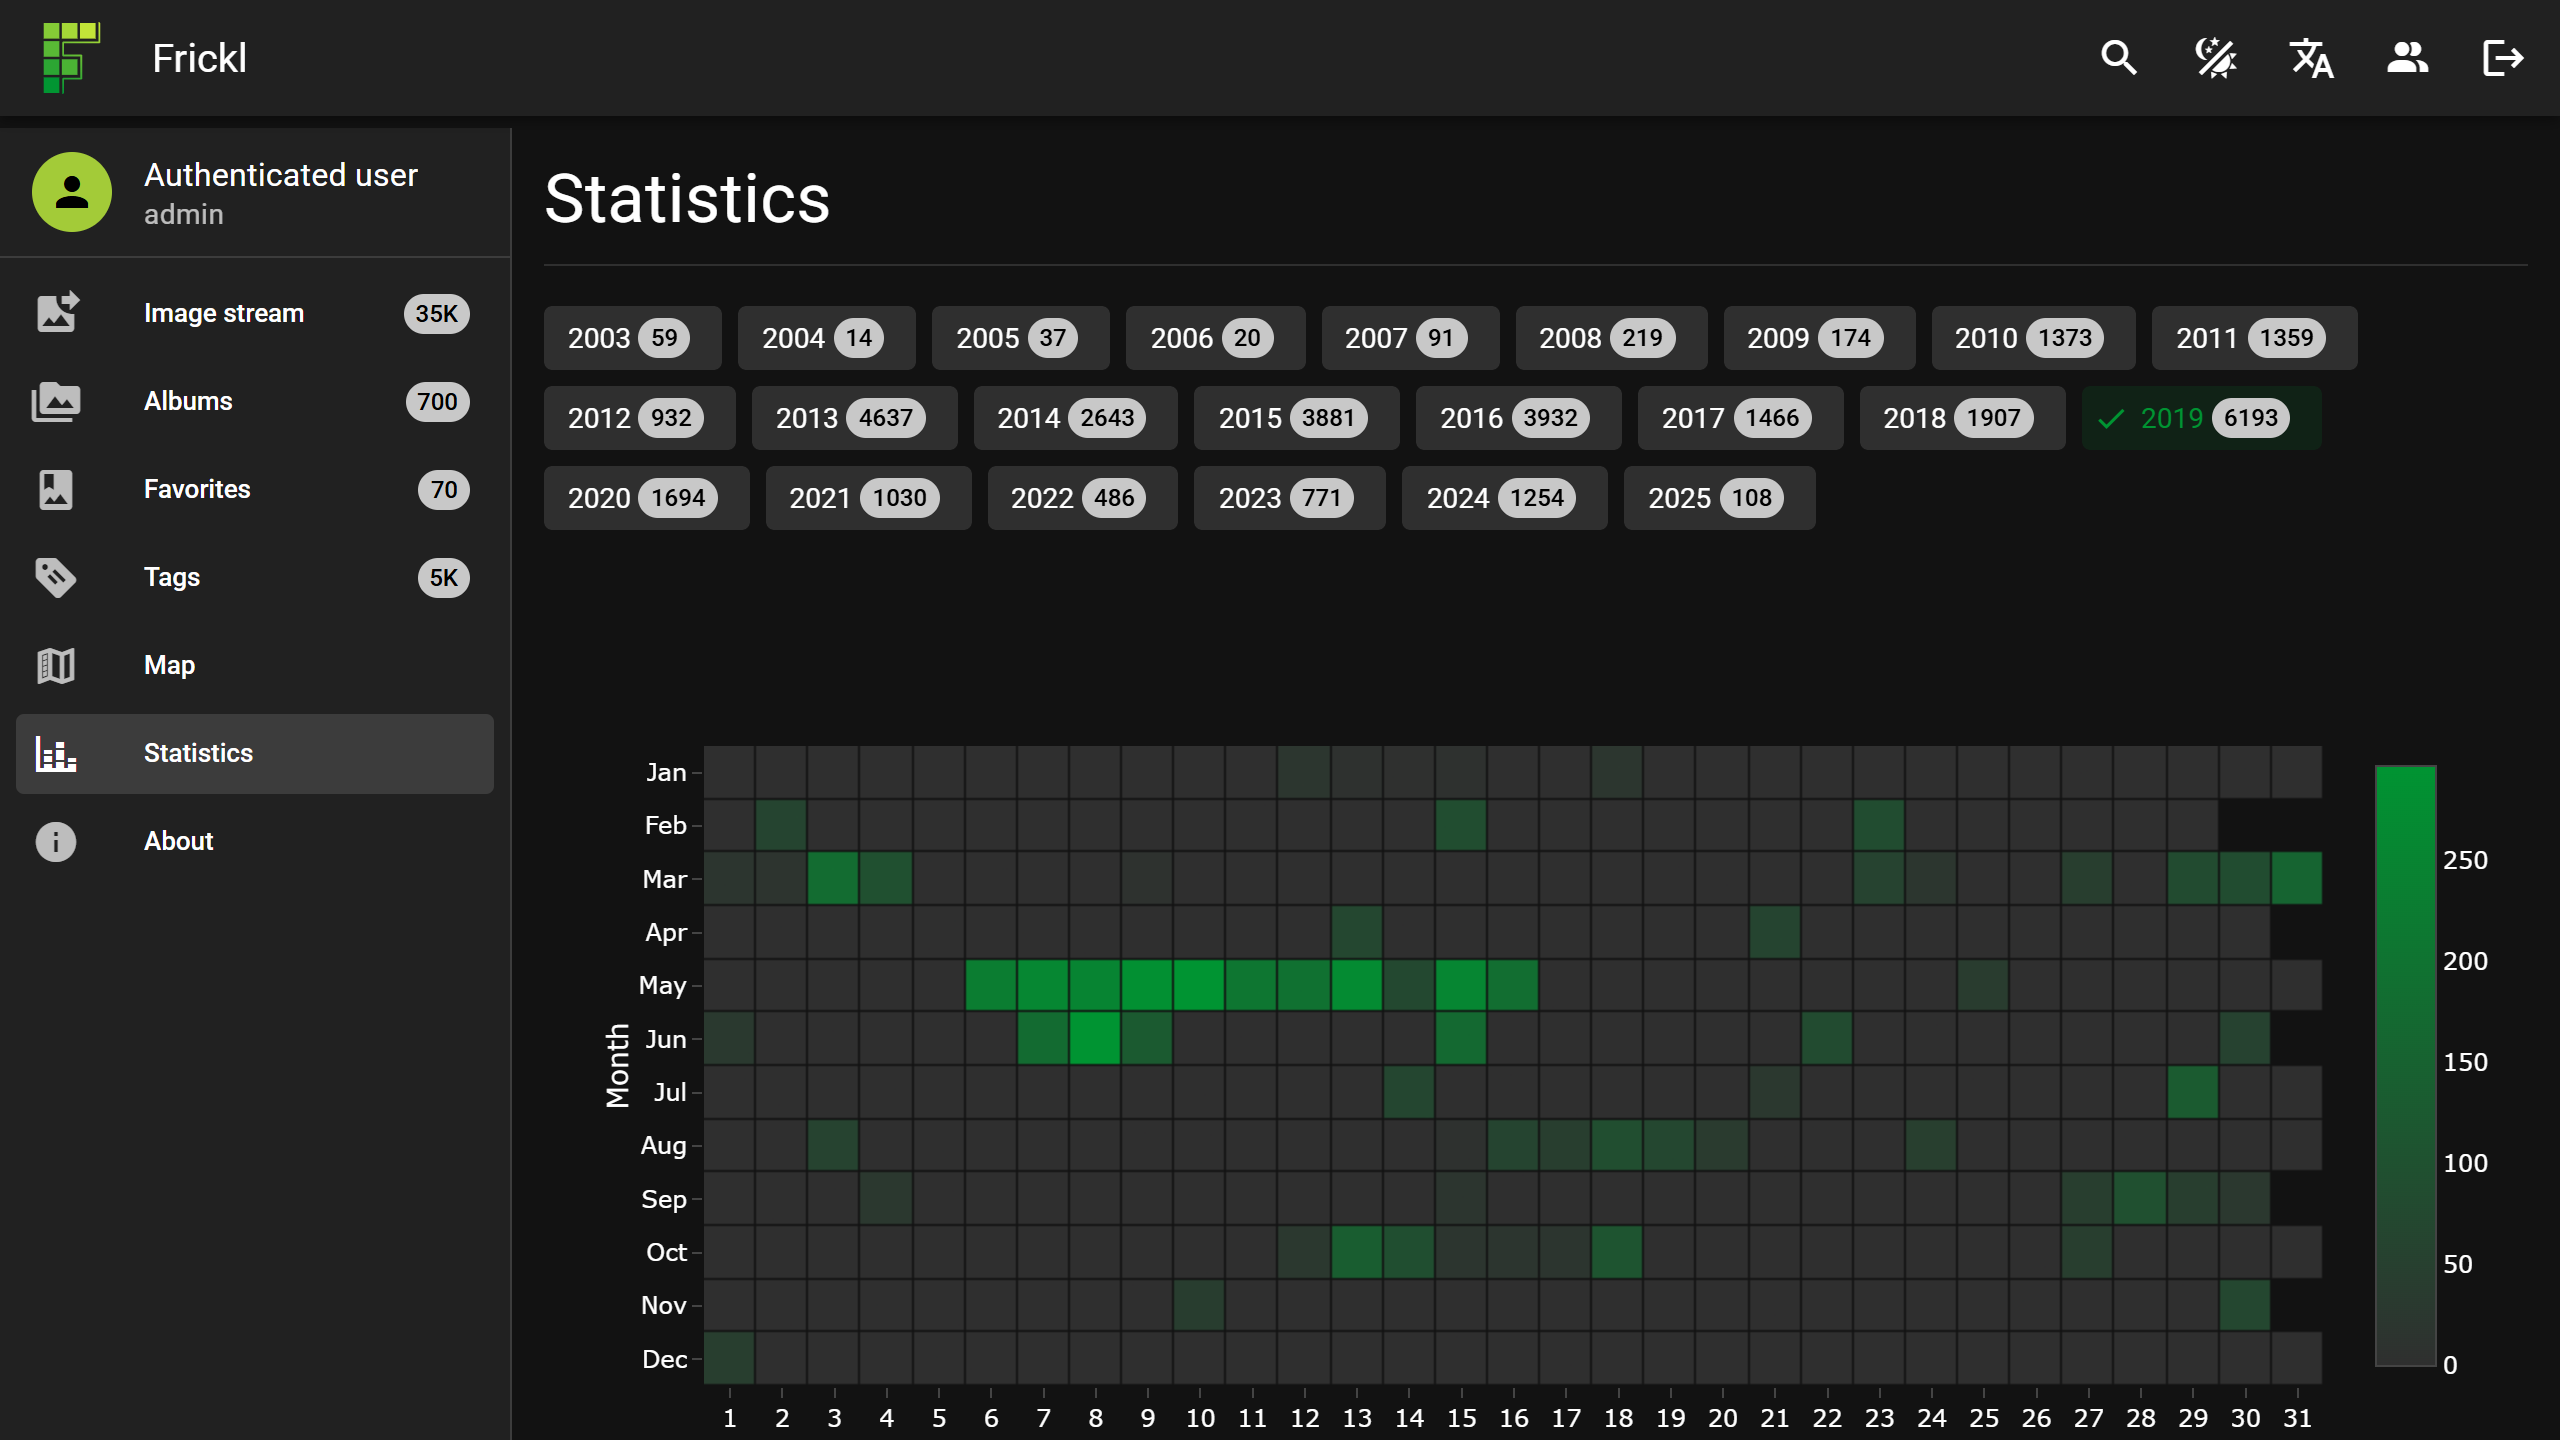 Frickl
Authenticated user
admin
Image stream 35K
Albums 700
Favorites 70
Tags 5K
Map
Statistics
About
Statistics
2003 59 2004 14 2005 37 2006 20 2007 91 2008 219 2009 174 2010 1373 2011 1359
2012 932 2013 4637 2014 2643 2015 3881 2016 3932 2017 1466 2018 1907 2019 6193
2020 1694 2021 1030 2022 486 2023 771 2024 1254 2025 108
Month
Jan
Feb
Mar
Apr
May
Jun
Jul
Aug
Sep
Oct
Nov
Dec
1 2 3 4 5 6 7 8 9 10 11 12 13 14 15 16 17 18 19 20 21 22 23 24 25 26 27 28 29 30 31
250
200
150
100
50
0